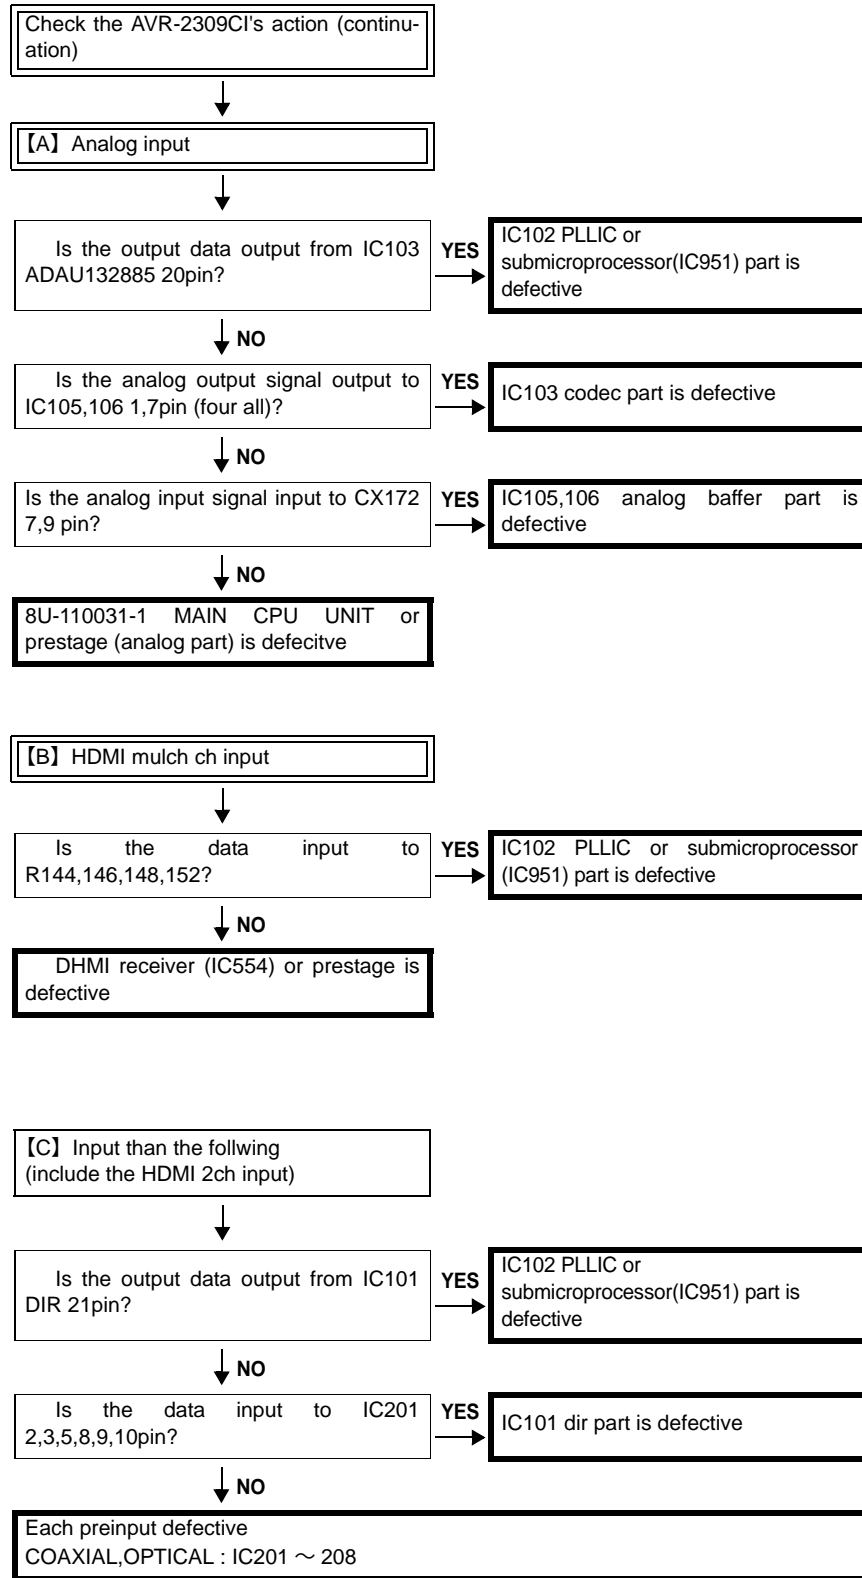 Check the AVR-2309CI's action (continu-
ation)
【A】Analog input
Is the output data output from IC103
ADAU132885 20pin?
YES
IC102 PLLIC or
submicroprocessor(IC951) part is
defective
NO
Is the analog output signal output to
IC105,106 1,7pin (four all)?
YES
IC103 codec part is defective
NO
Is the analog input signal input to CX172
7,9 pin?
YES
IC105,106 analog baffer part is
defective
NO
8U-110031-1 MAIN CPU UNIT or
prestage (analog part) is defecitve
【B】HDMI mulch ch input
Is the data input to
R144,146,148,152?
YES
IC102 PLLIC or submicroprocessor
(IC951) part is defective
NO
DHMI receiver (IC554) or prestage is
defective
【C】Input than the follwing
(include the HDMI 2ch input)
Is the output data output from IC101
DIR 21pin?
YES
IC102 PLLIC or
submicroprocessor(IC951) part is
defective
NO
Is the data input to IC201
2,3,5,8,9,10pin?
YES
IC101 dir part is defective
NO
Each preinput defective
COAXIAL,OPTICAL : IC201 ～ 208